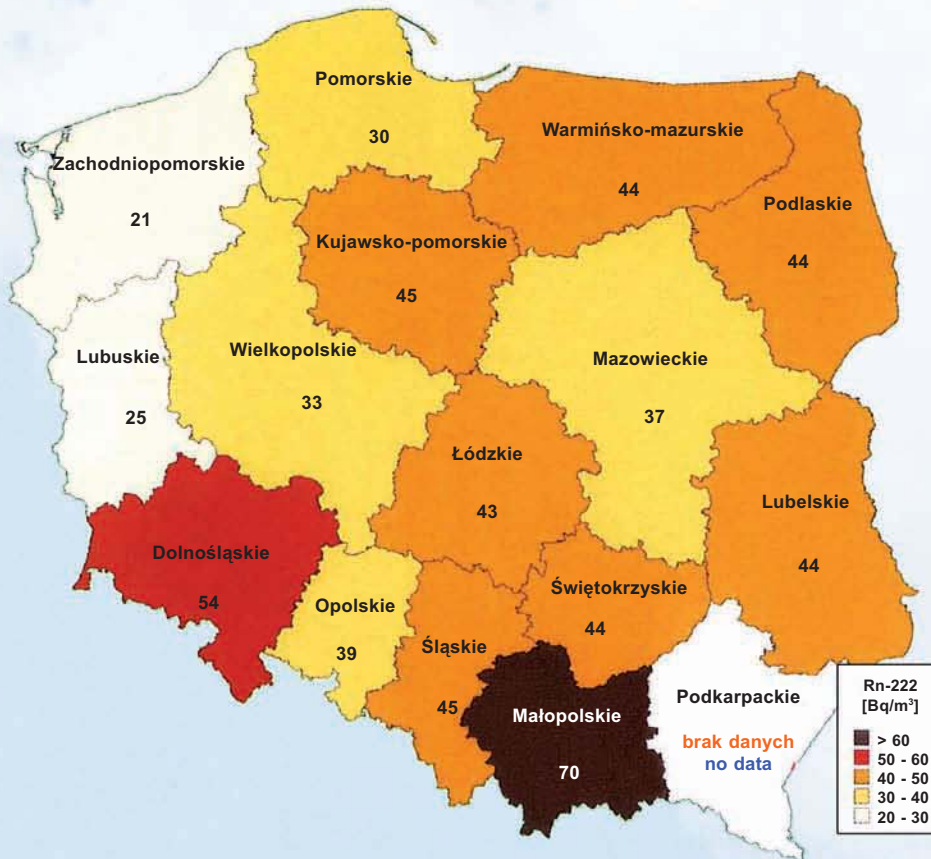 Pomorskie
30
Warmińsko-mazurskie
44
Zachodniopomorskie
21
Podlaskie
44
Kujawsko-pomorskie
45
Lubuskie
25
Wielkopolskie
33
Mazowieckie
37
Łódzkie
43
Lubelskie
44
Dolnośląskie
54
Opolskie
39
Śląskie
45
Świętokrzyskie
44
Małopolskie
70
Podkarpackie
brak danych
no data
Rn-222
[Bq/m³]
> 60
50 - 60
40 - 50
30 - 40
20 - 30